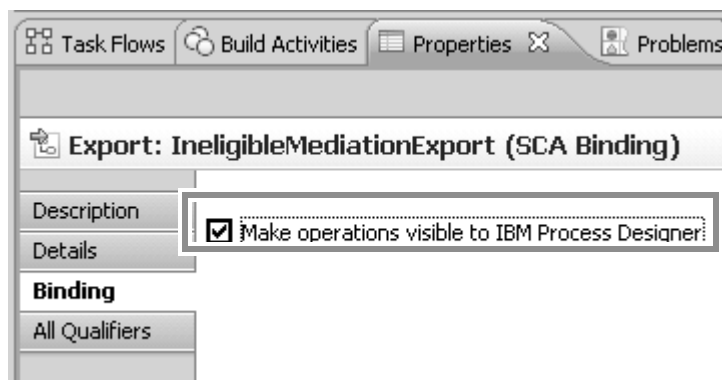 Task Flows Build Activities Properties Problems
Export: IneligibleMediationExport (SCA Binding)
Description
Make operations visible to IBM Process Designer
Details
Binding
All Qualifiers